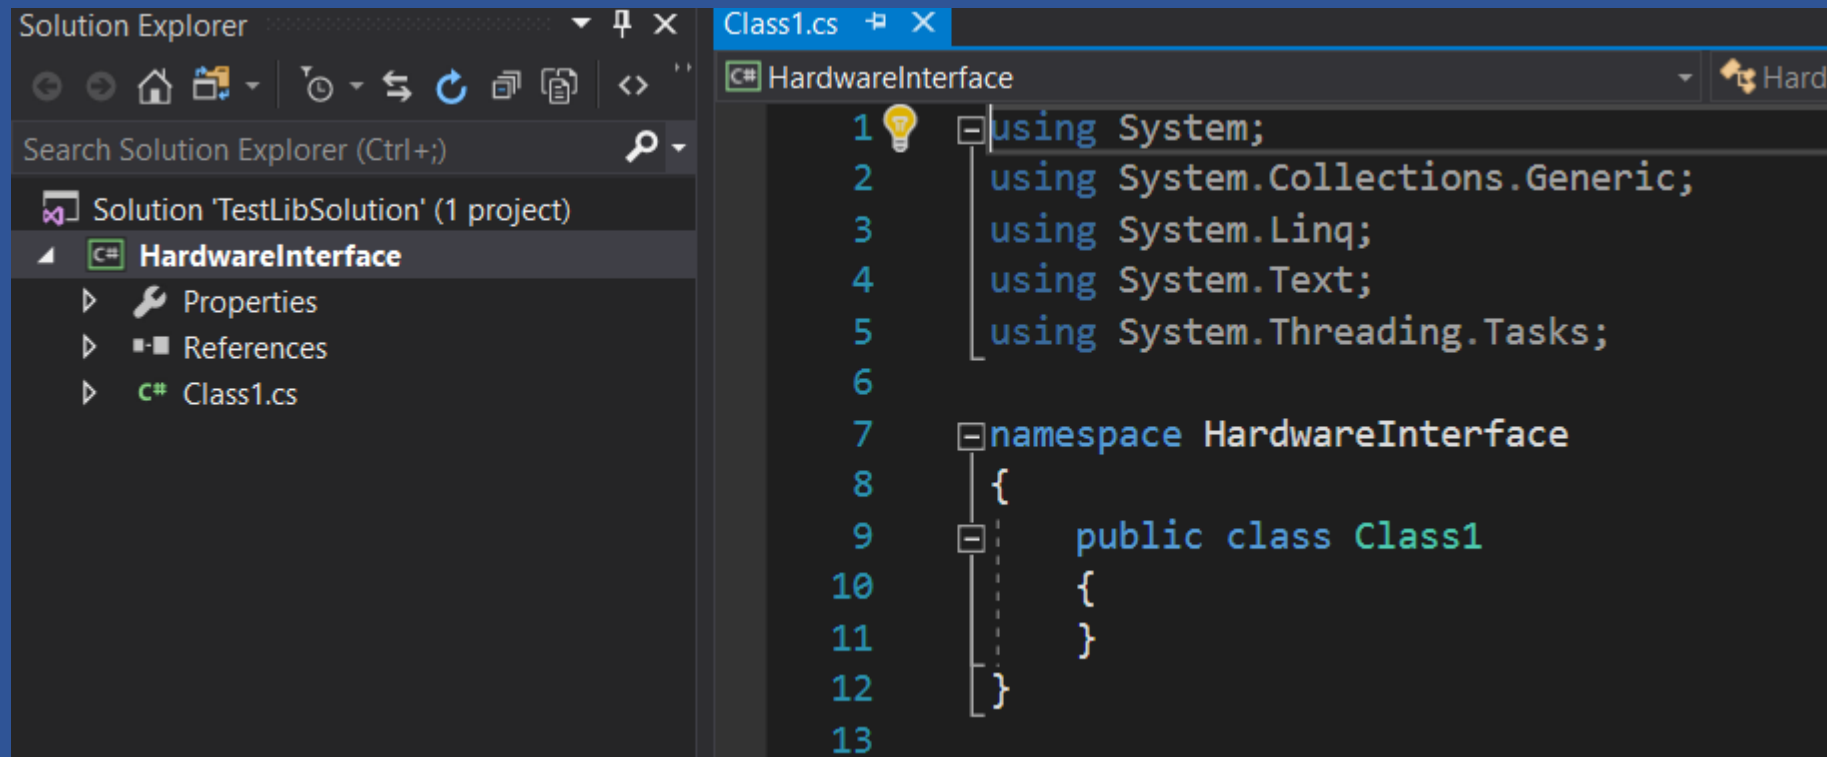 Solution Explorer
Search Solution Explorer (Ctrl+;)
Solution 'TestLibSolution' (1 project)
C# HardwareInterface
Properties
References
C# Class1.cs
Class1.cs
C# HardwareInterface
Hard
1 using System;
2 using System.Collections.Generic;
3 using System.Linq;
4 using System.Text;
5 using System.Threading.Tasks;
6
7 namespace HardwareInterface
8 {
9 public class Class1
10 {
11 }
12 }
13